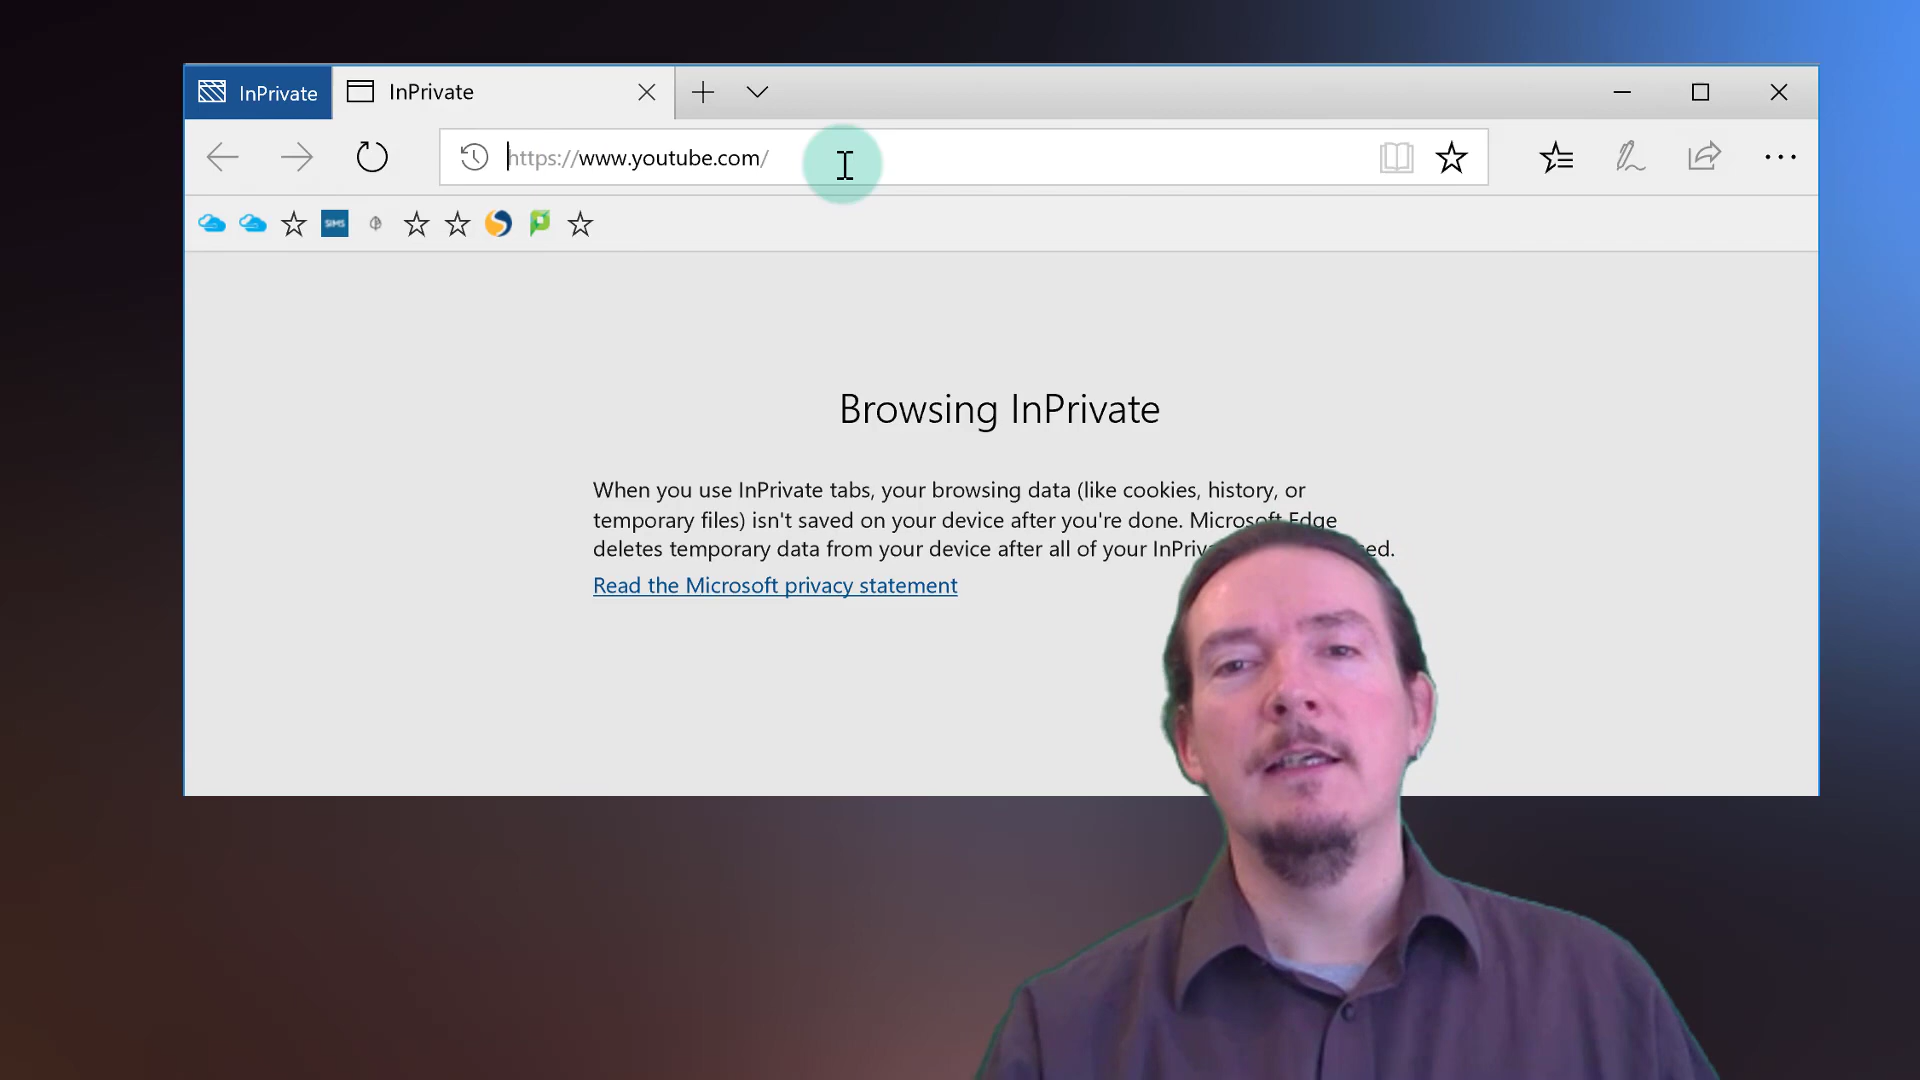 InPrivate
InPrivate
https://www.youtube.com/
SIMS
Browsing InPrivate
When you use InPrivate tabs, your browsing data (like cookies, history, or
temporary files) isn't saved on your device after you're done. Microsoft Edge
deletes temporary data from your device after all of your
Read the Microsoft privacy statement